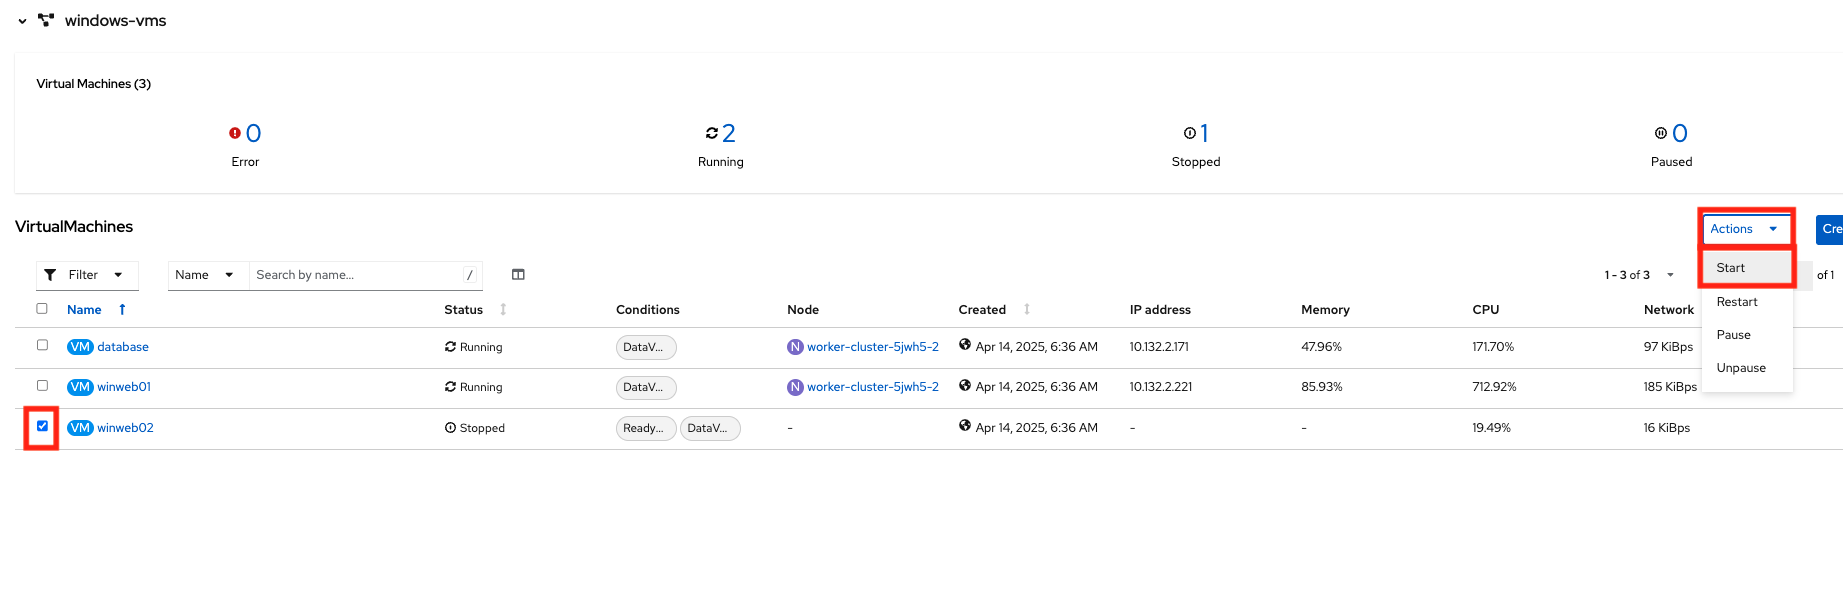 windows-vms
Virtual Machines (3)
0 2 1 0
Error Running Stopped Paused
VirtualMachines Actions Cre
Filter Name Search by name... / 1 - 3 of 3 Start of 1
Name Status Conditions Node Created IP address Memory CPU Network Restart
Pause
VM database Running DataV... N worker-cluster-5jwh5-2 Apr 14, 2025, 6:36 AM 10.132.2.171 47.96% 171.70% 97 KiBps
Unpause
VM winweb01 Running DataV... N worker-cluster-5jwh5-2 Apr 14, 2025, 6:36 AM 10.132.2.221 85.93% 712.92% 185 KiBps
VM winweb02 Stopped Ready... DataV... - Apr 14, 2025, 6:36 AM - - 19.49% 16 KiBps